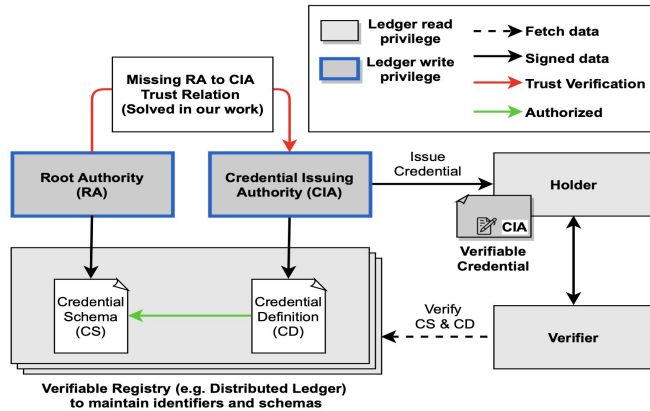 Ledger read
privilege
Ledger write
privilege
Fetch data
Signed data
Trust Verification
Authorized
Missing RA to CIA
Trust Relation
(Solved in our work)
Root Authority
(RA)
Credential Issuing
Authority (CIA)
Issue
Credential
Holder
CIA
Verifiable
Credential
Credential
Schema
(CS)
Credential
Definition
(CD)
Verify
CS & CD
Verifier
Verifiable Registry (e.g. Distributed Ledger)
to maintain identifiers and schemas